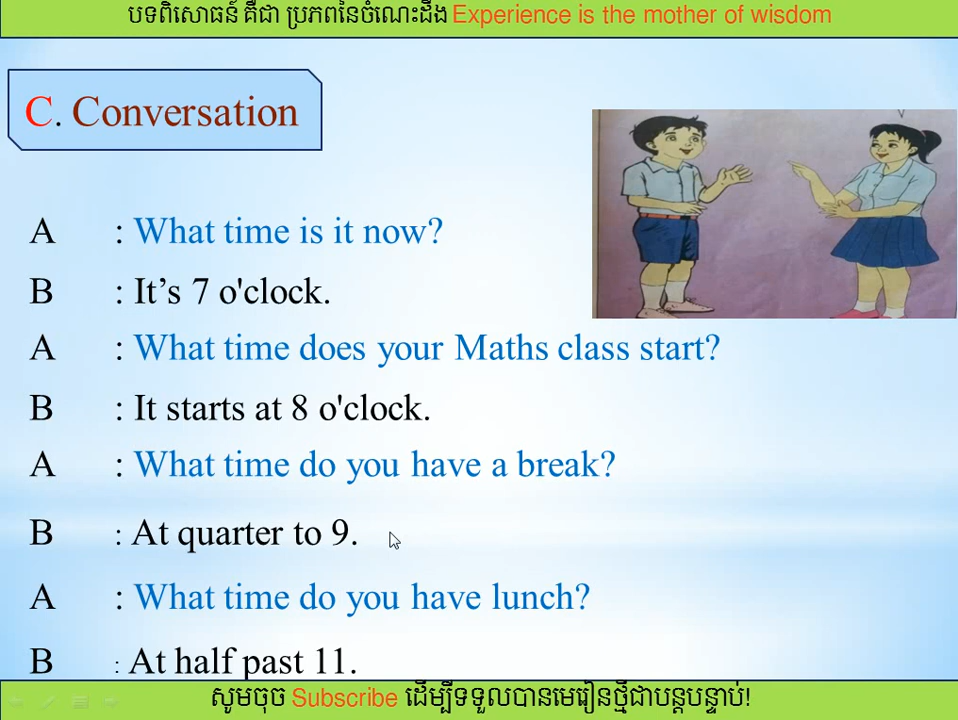 បទពិសោធន៍ គឺជា ប្រភពនៃចំណេះដឹង Experience is the mother of wisdom
C. Conversation
A : What time is it now?
B : It’s 7 o'clock.
A : What time does your Maths class start?
B : It starts at 8 o'clock.
A : What time do you have a break?
B : At quarter to 9.
A : What time do you have lunch?
B : At half past 11.
សូមចុច Subscribe ដើម្បីទទួលបានមេរៀនថ្មីជាបន្តបន្ទាប់!